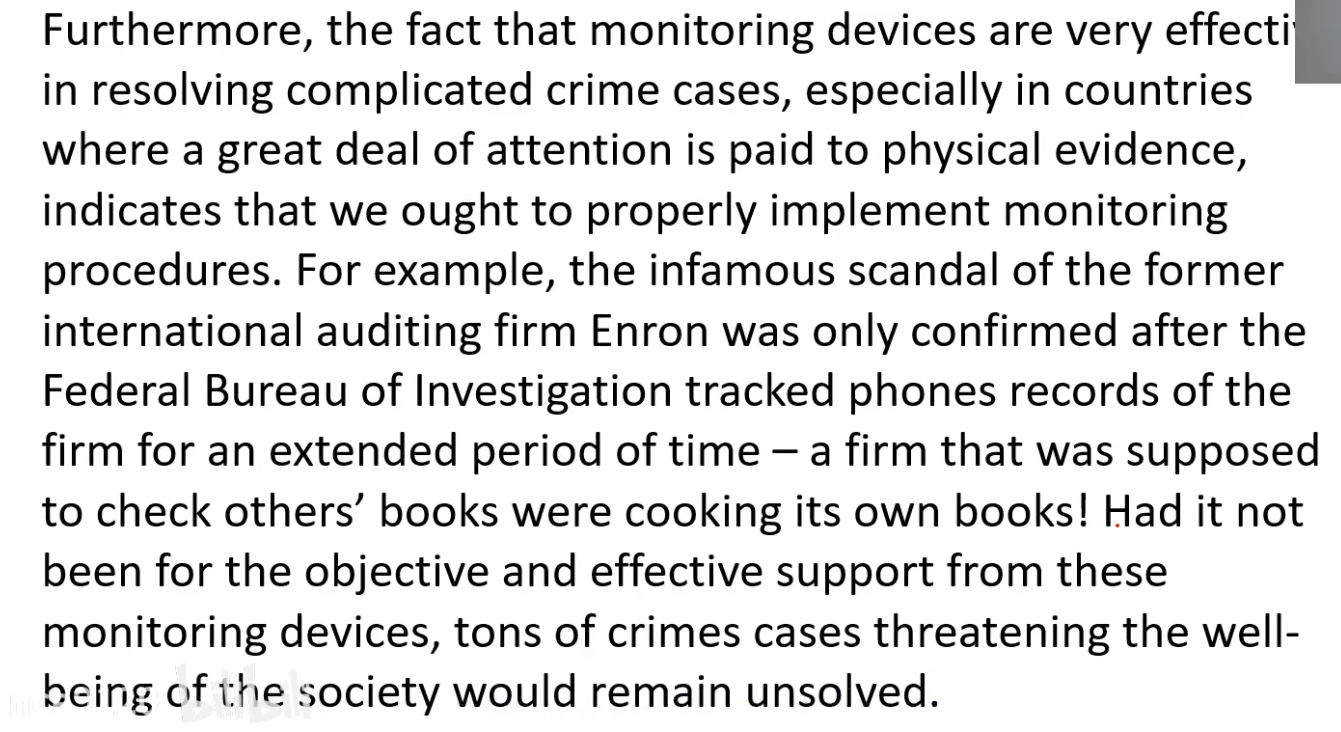 Furthermore, the fact that monitoring devices are very
in resolving complicated crime cases, especially in countries
where a great deal of attention is paid to physical evidence,
indicates that we ought to properly implement monitoring
procedures. For example, the infamous scandal of the former
international auditing firm Enron was only confirmed after the
Federal Bureau of Investigation tracked phones records of the
firm for an extended period of time – a firm that was supposed
to check others’ books were cooking its own books! Had it not
been for the objective and effective support from these
monitoring devices, tons of crimes cases threatening the well-
being of the society would remain unsolved.
bilibili